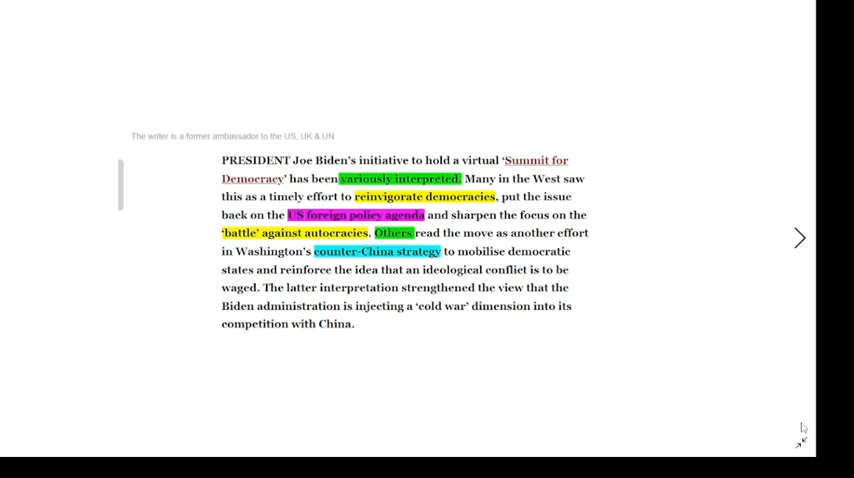 The writer is a former ambassador to the US, UK & UN.
PRESIDENT Joe Biden's initiative to hold a virtual 'Summit for
Democracy' has been variously interpreted. Many in the West saw
this as a timely effort to reinvigorate democracies, put the issue
back on the US foreign policy agenda and sharpen the focus on the
'battle' against autocracies. Others read the move as another effort
in Washington's counter-China strategy to mobilise democratic
states and reinforce the idea that an ideological conflict is to be
waged. The latter interpretation strengthened the view that the
Biden administration is injecting a 'cold war' dimension into its
competition with China.